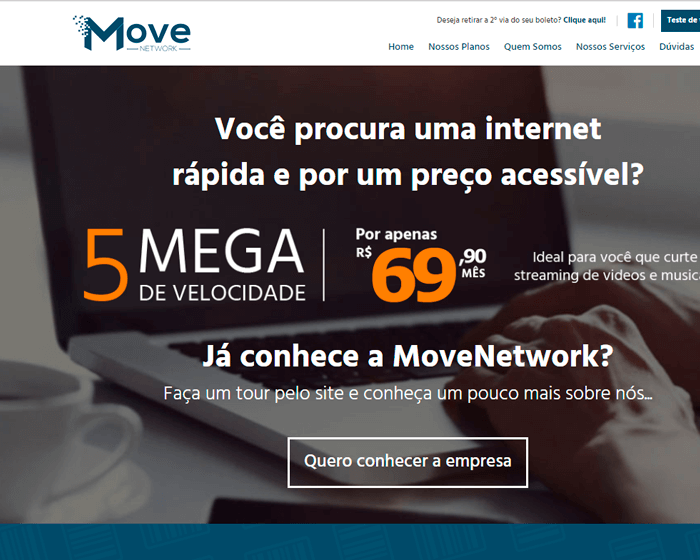 Move
NETWORK
Deseja retirar a 2ª via do seu boleto? Clique aqui!
Teste de
Home Nossos Planos Quem Somos Nossos Serviços Dúvidas
Você procura uma internet
rápida e por um preço acessível?
5 MEGA
DE VELOCIDADE
Por apenas
R$ 69,90
MÊS
Ideal para você que curte
streaming de videos e music
Já conhece a MoveNetwork?
Faça um tour pelo site e conheça um pouco mais sobre nós...
Quero conhecer a empresa